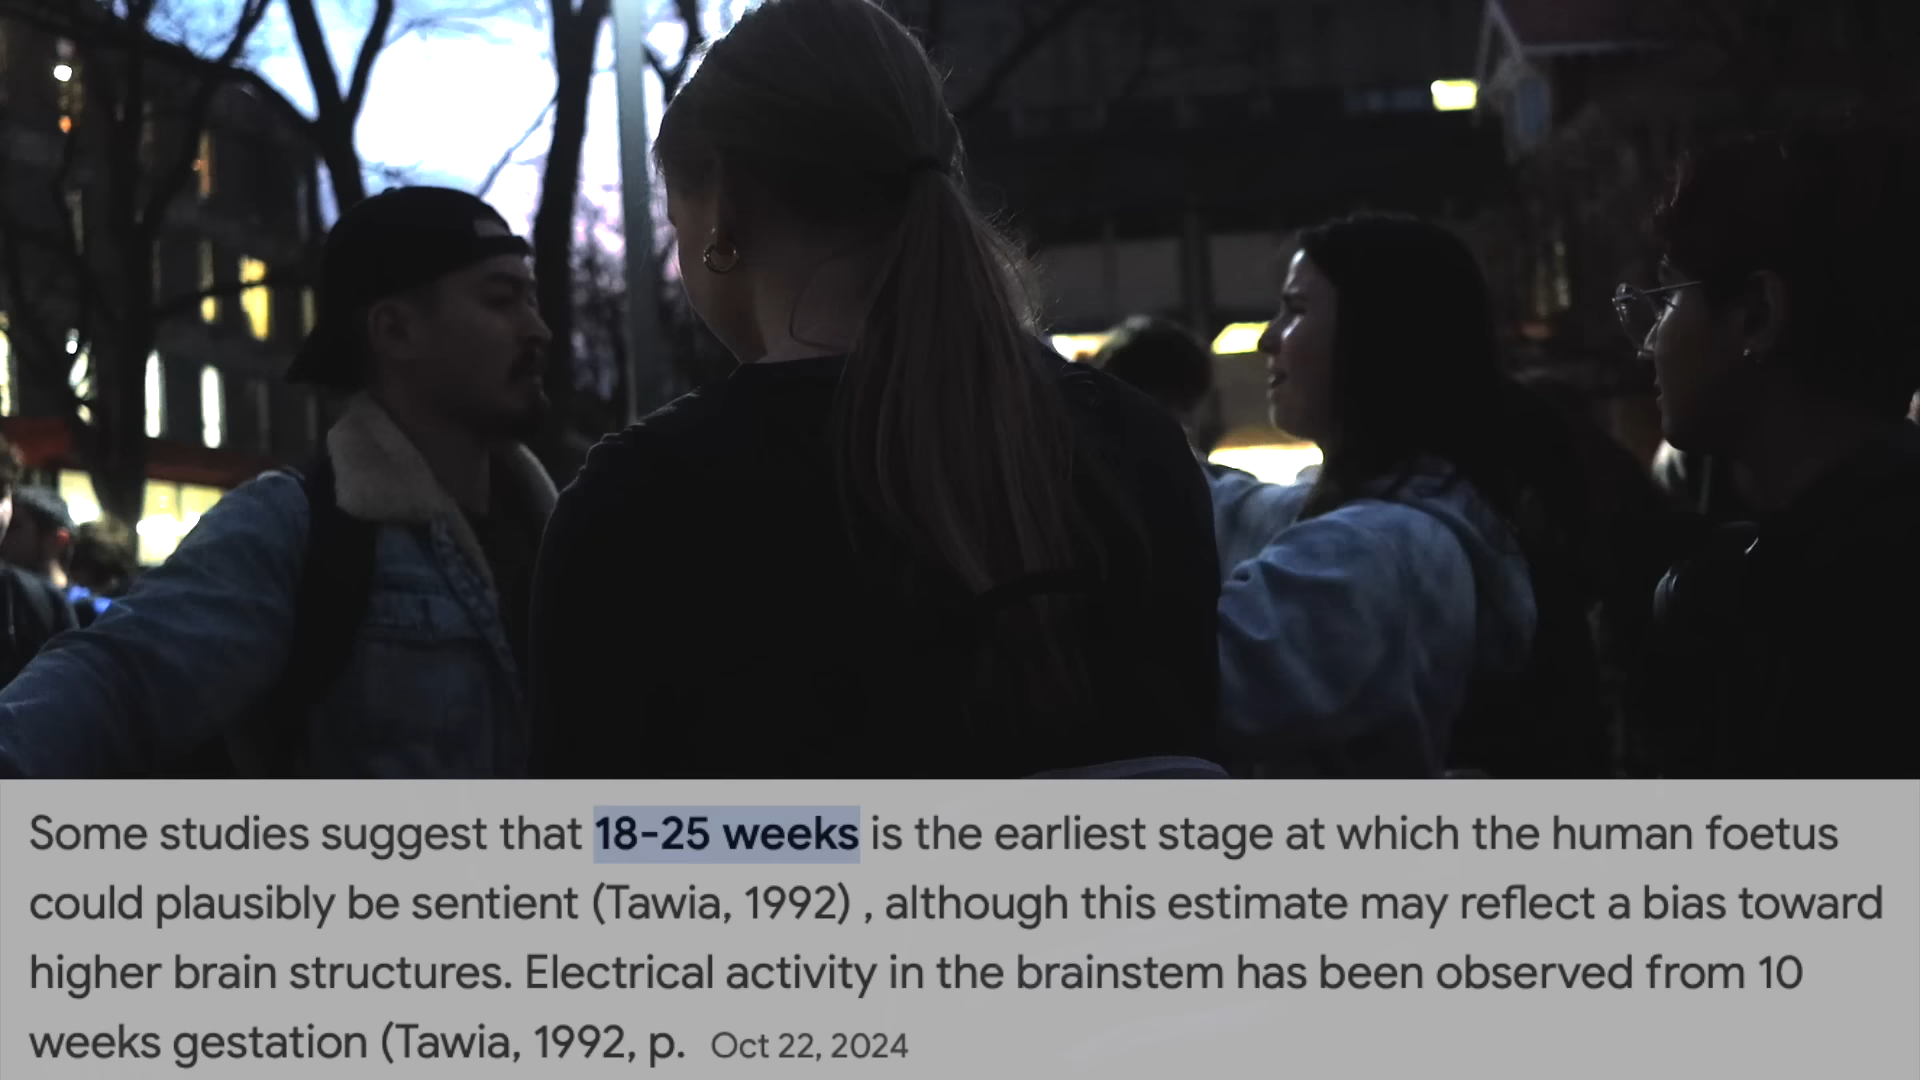 Some studies suggest that 18-25 weeks is the earliest stage at which the human foetus
could plausibly be sentient (Tawia, 1992) , although this estimate may reflect a bias toward
higher brain structures. Electrical activity in the brainstem has been observed from 10
weeks gestation (Tawia, 1992, p. Oct 22, 2024